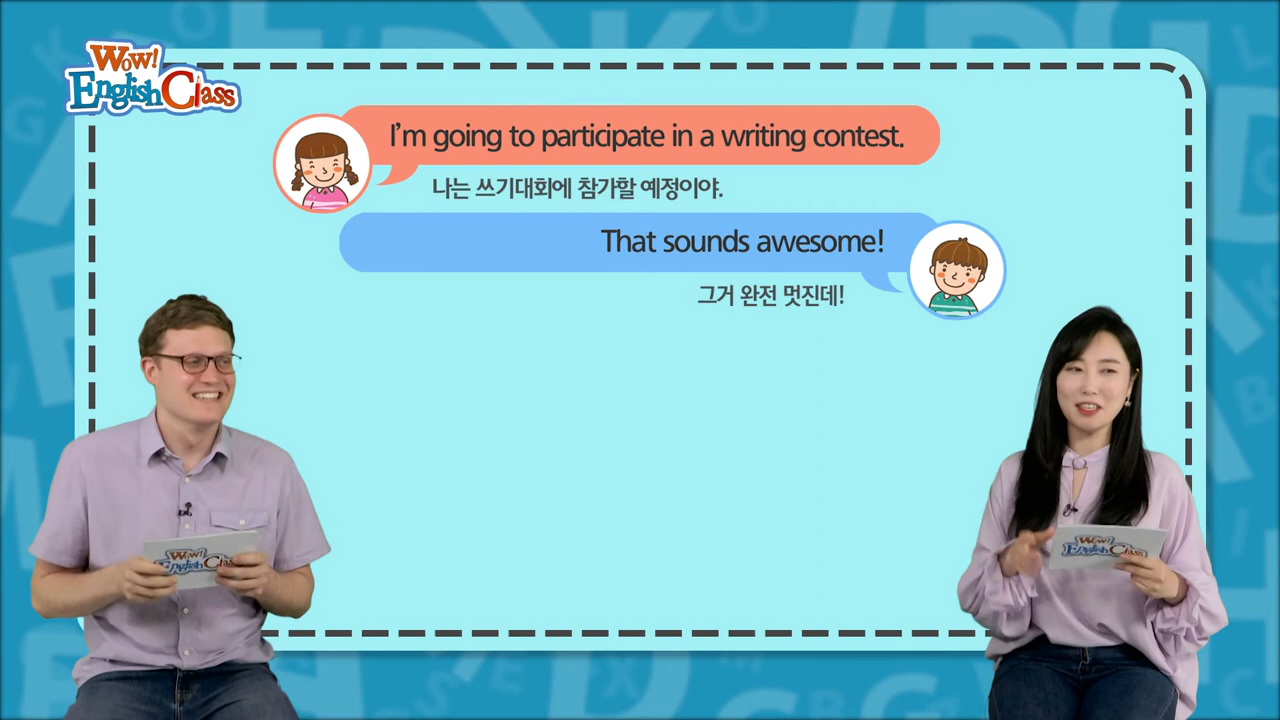 Wow!
English Class
I'm going to participate in a writing contest.
나는 쓰기대회에 참가할 예정이야.
That sounds awesome!
그거 완전 멋진데!
Wow!
English Class
Wow!
English Class